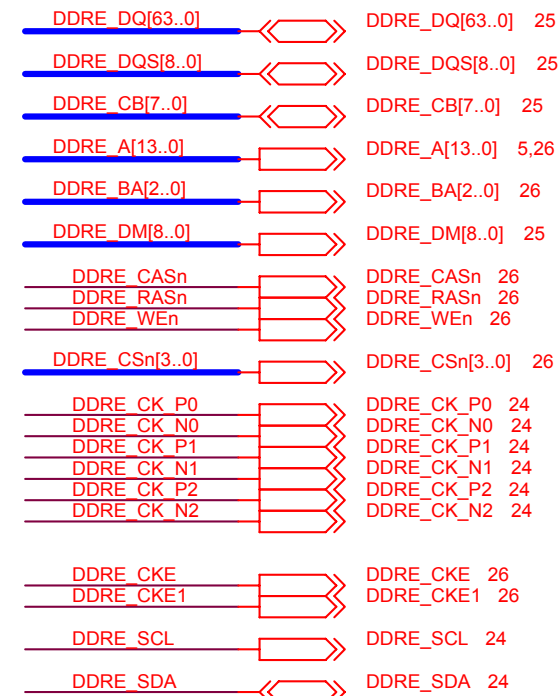 DDRE_DQ[63..0] DDRE_DQ[63..0] 25
DDRE_DQS[8..0] DDRE_DQS[8..0] 25
DDRE_CB[7..0] DDRE_CB[7..0] 25
DDRE_A[13..0] DDRE_A[13..0] 5,26
DDRE_BA[2..0] DDRE_BA[2..0] 26
DDRE_DM[8..0] DDRE_DM[8..0] 25
DDRE_CASn DDRE_CASn 26
DDRE_RASn DDRE_RASn 26
DDRE_WEn DDRE_WEn 26
DDRE_CSn[3..0] DDRE_CSn[3..0] 26
DDRE_CK_P0 DDRE_CK_P0 24
DDRE_CK_N0 DDRE_CK_N0 24
DDRE_CK_P1 DDRE_CK_P1 24
DDRE_CK_N1 DDRE_CK_N1 24
DDRE_CK_P2 DDRE_CK_P2 24
DDRE_CK_N2 DDRE_CK_N2 24
DDRE_CKE DDRE_CKE 26
DDRE_CKE1 DDRE_CKE1 26
DDRE_SCL DDRE_SCL 24
DDRE_SDA DDRE_SDA 24